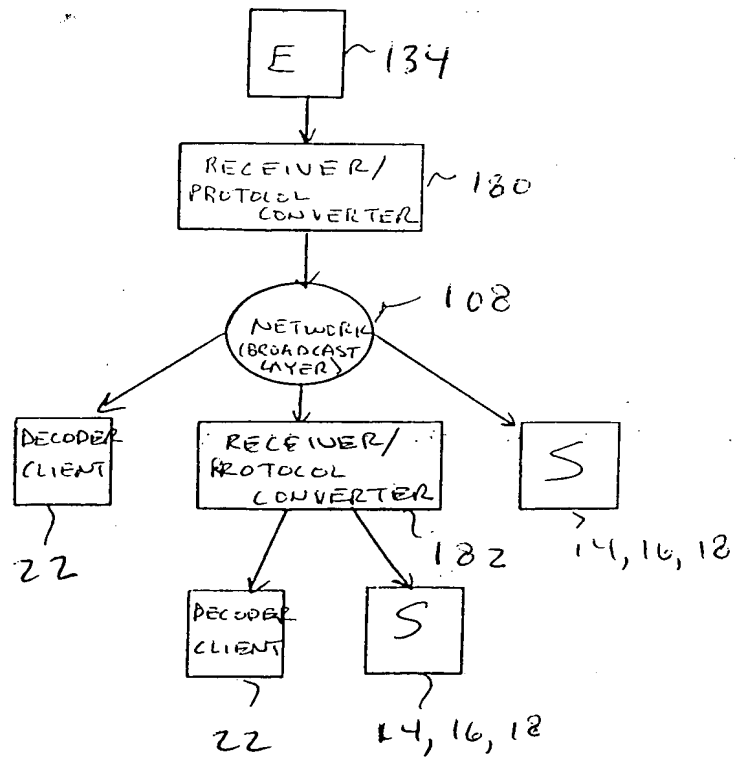 E
134
RECEIVER/
PROTOCOL
CONVERTER
180
108
NETWORK
(BROADCAST
LAYER)
DECODER
CLIENT
22
RECEIVER/
PROTOCOL
CONVERTER
182
S
14, 16, 18
DECODER
CLIENT
22
S
14, 16, 18